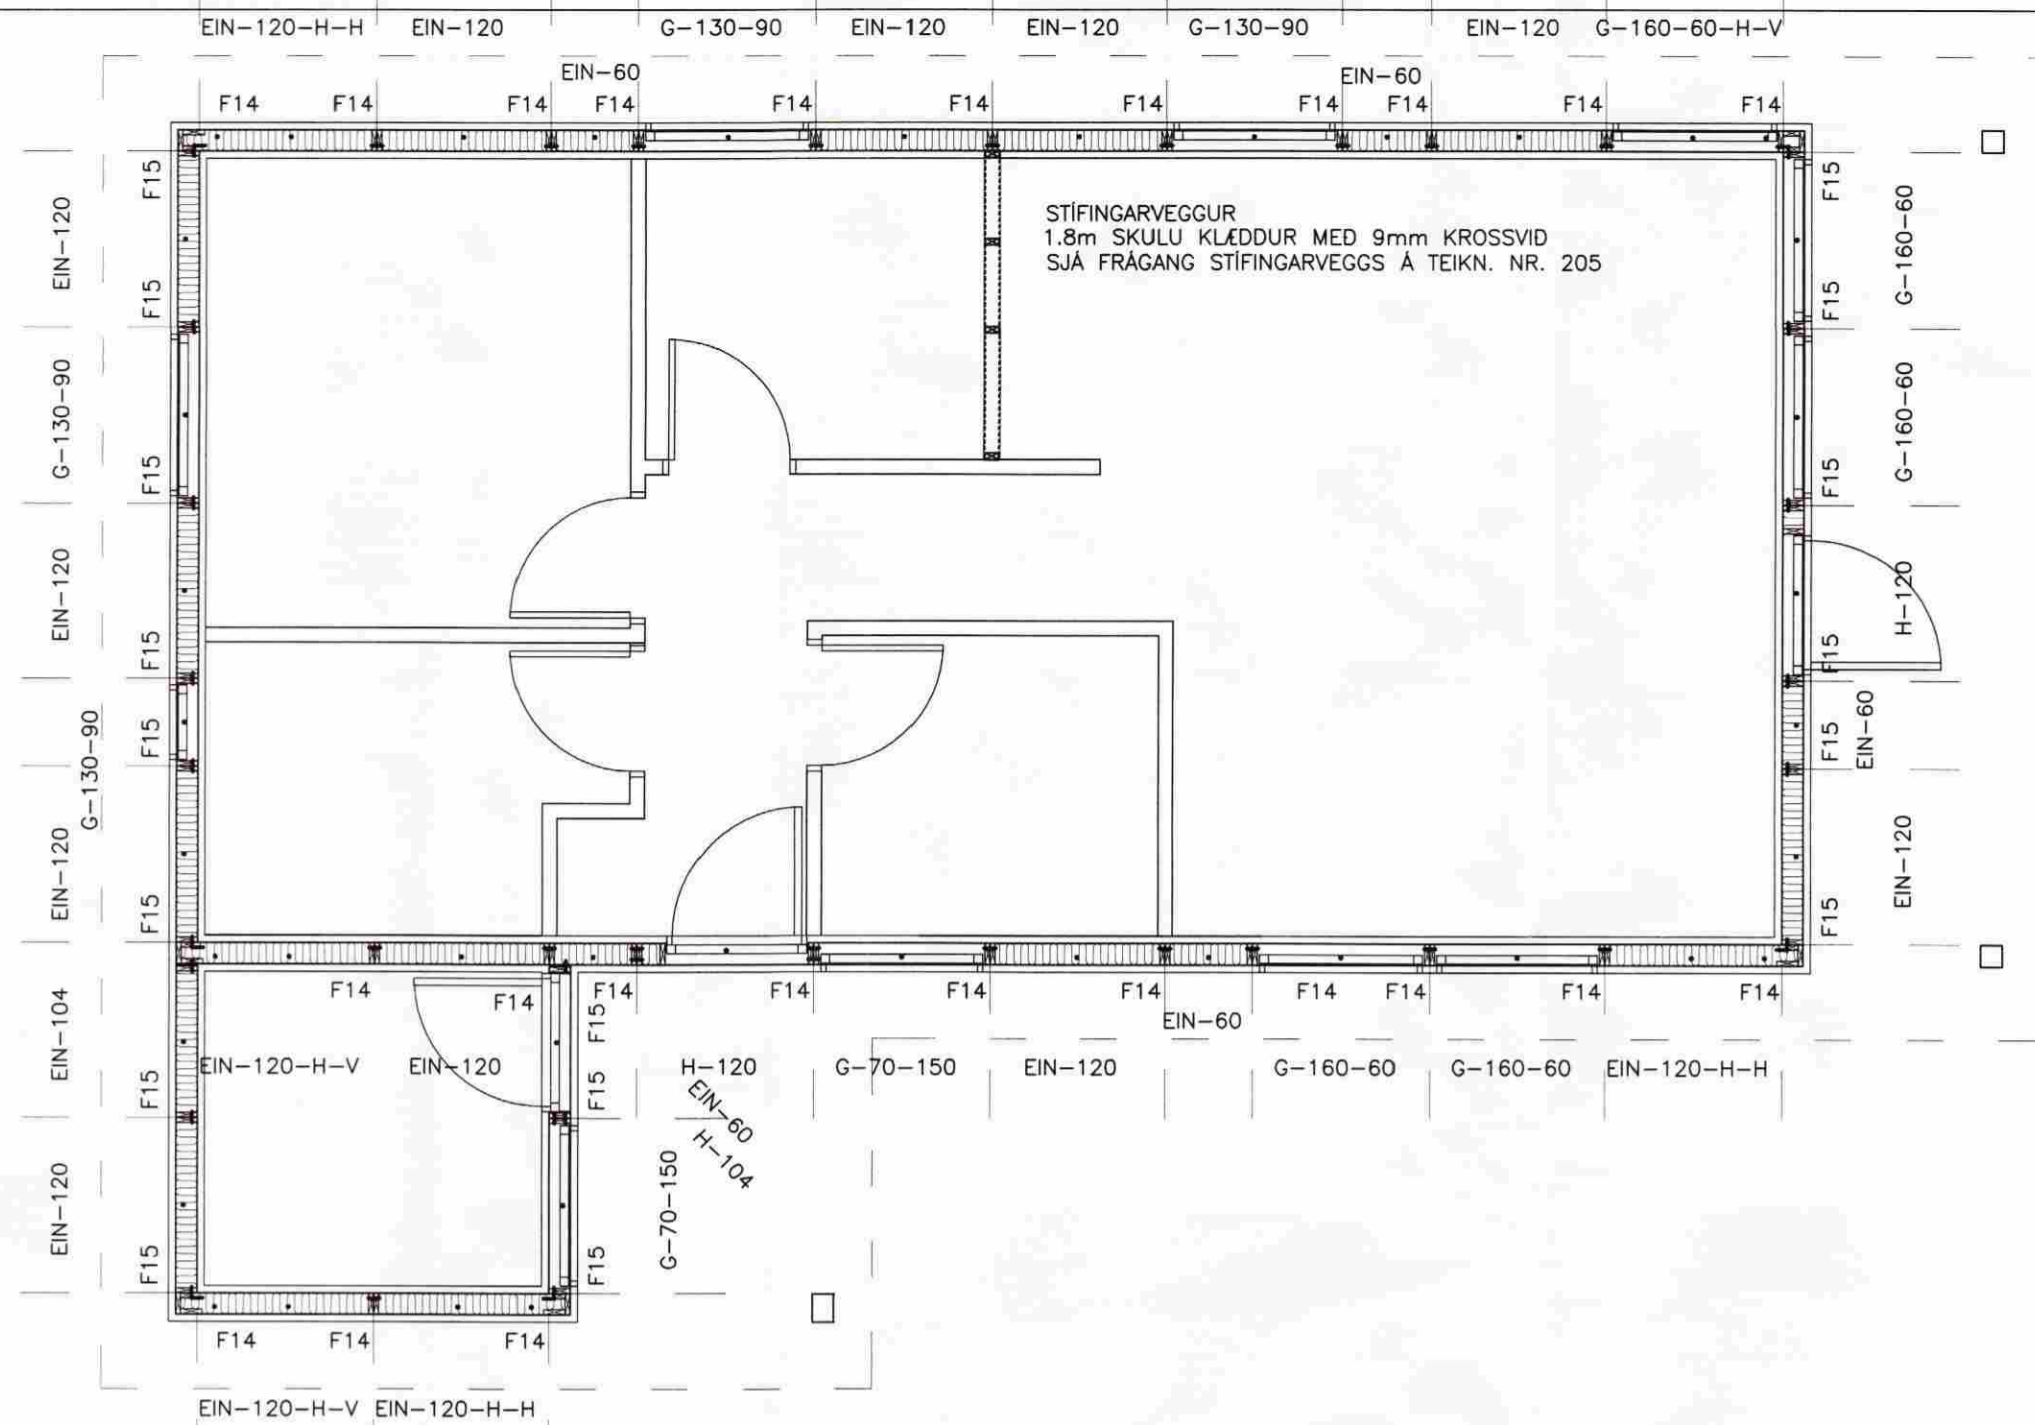 EIN-120-H-H EIN-120 G-130-90 EIN-120 EIN-120 G-130-90 EIN-120 G-160-60-H-V
EIN-60 EIN-60
F14 F14 F14 F14 F14 F14 F14 F14 F14 F14 F14
STÍFINGARVEGGUR
1.8m SKULU KLÆDDUR MED 9mm KROSSVID
SJÁ FRÁGANG STÍFINGARVEGGS Á TEIKN. NR. 205
EIN-120
G-130-90
EIN-120
G-130-90
EIN-120
EIN-104
EIN-120
F15
F15
F15
F15
F15
F15
F15
F15
F15
F15
F15
F15
F15
F15
G-160-60
G-160-60
H-120
EIN-60
EIN-120
F14 F14 F14 F14 F14 F14 F14 F14 F14 F14
EIN-60
EIN-120-H-V EIN-120 H-120 G-70-150 EIN-120 G-160-60 G-160-60 EIN-120-H-H
F15
F15
F15
EIN-60
H-104
G-70-150
F14 F14 F14
EIN-120-H-V EIN-120-H-H